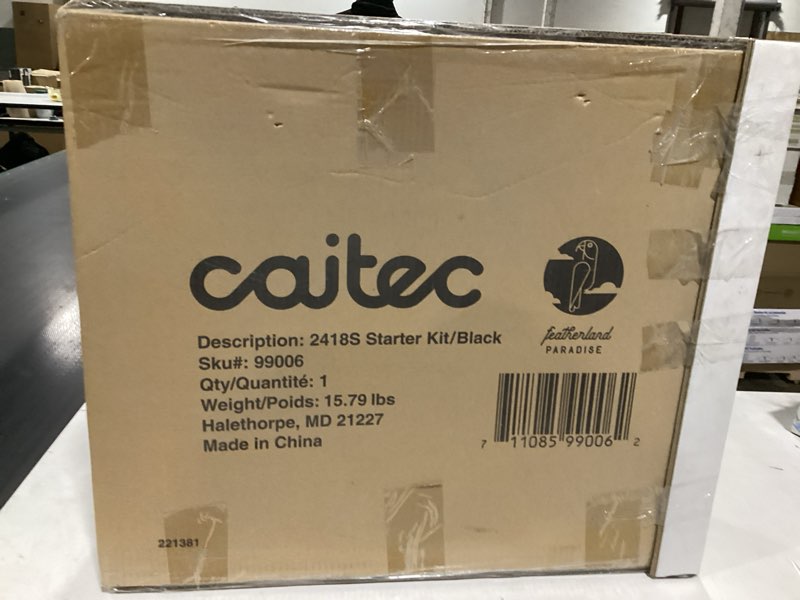 caitec
featherland
PARADISE
Description: 2418S Starter Kit/Black
Sku#: 99006
Qty/Quantité: 1
Weight/Poids: 15.79 lbs
Halethorpe, MD 21227
Made in China
7 11085 99006 2
221381